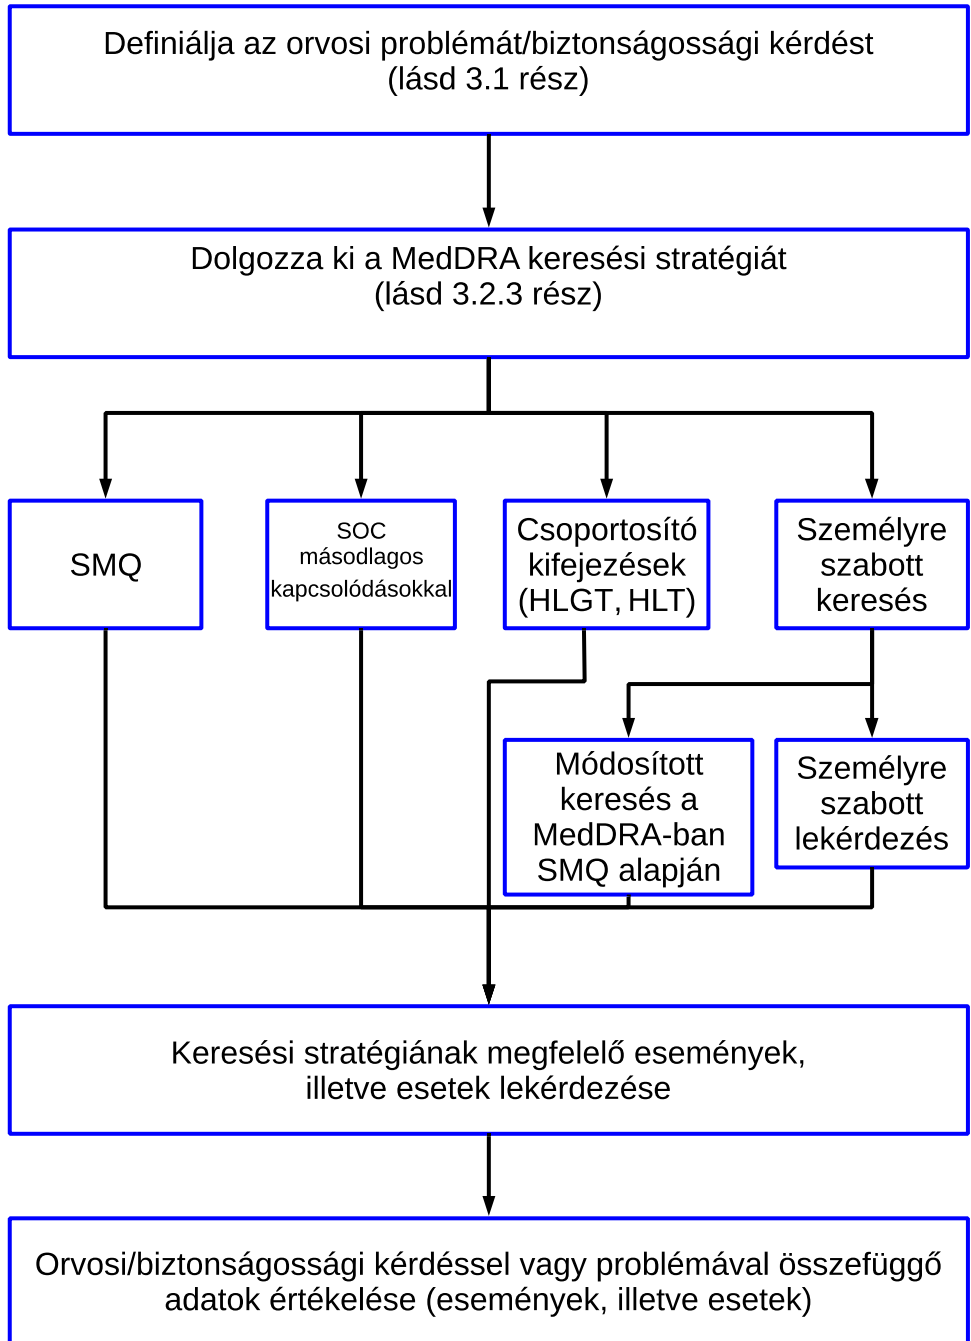 Definiálja az orvosi problémát/biztonságossági kérdést
(lásd 3.1 rész)
Dolgozza ki a MedDRA keresési stratégiát
(lásd 3.2.3 rész)
SMQ
SOC
másodlagos
kapcsolódásokkal
Csoportosító
kifejezések
(HLGT, HLT)
Személyre
szabott
keresés
Módosított
keresés a
MedDRA-ban
SMQ alapján
Személyre
szabott
lekérdezés
Keresési stratégiának megfelelő események,
illetve esetek lekérdezése
Orvosi/biztonságossági kérdéssel vagy problémával összefüggő
adatok értékelése (események, illetve esetek)